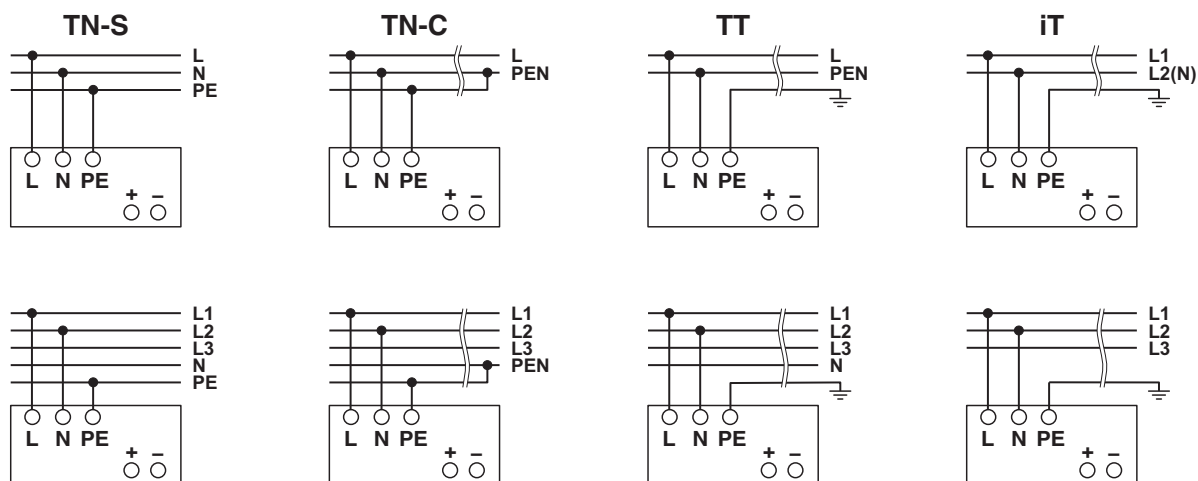 TN-S
L
N
PE
L N PE
+ –
TN-C
L
PEN
L N PE
+ –
TT
L
PEN
L N PE
+ –
iT
L1
L2(N)
L N PE
+ –
L1
L2
L3
N
PE
L N PE
+ –
L1
L2
L3
PEN
L N PE
+ –
L1
L2
L3
N
L N PE
+ –
L1
L2
L3
L N PE
+ –